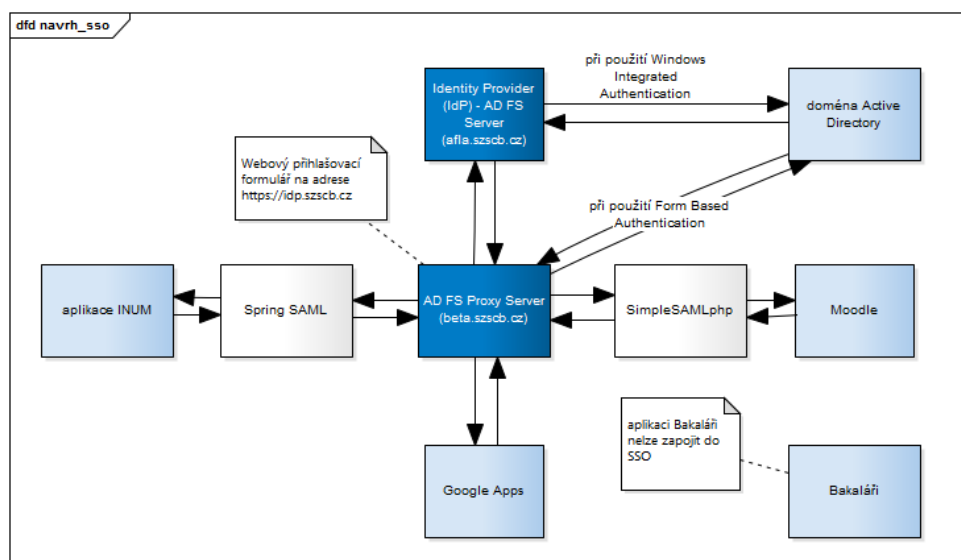 dfd navrh_sso
Identity Provider
(IdP) - AD FS
Server
(afla.szscb.cz)
při použití Windows
Integrated
Authentication
doména Active
Directory
Webový přihlašovací
formulář na adrese
https://idp.szscb.cz
při použití Form Based
Authentication
aplikace INUM
Spring SAML
AD FS Proxy Server
(beta.szscb.cz)
SimpleSAMLphp
Moodle
Google Apps
aplikaci Bakaláři
nelze zapojit do
SSO
Bakaláři